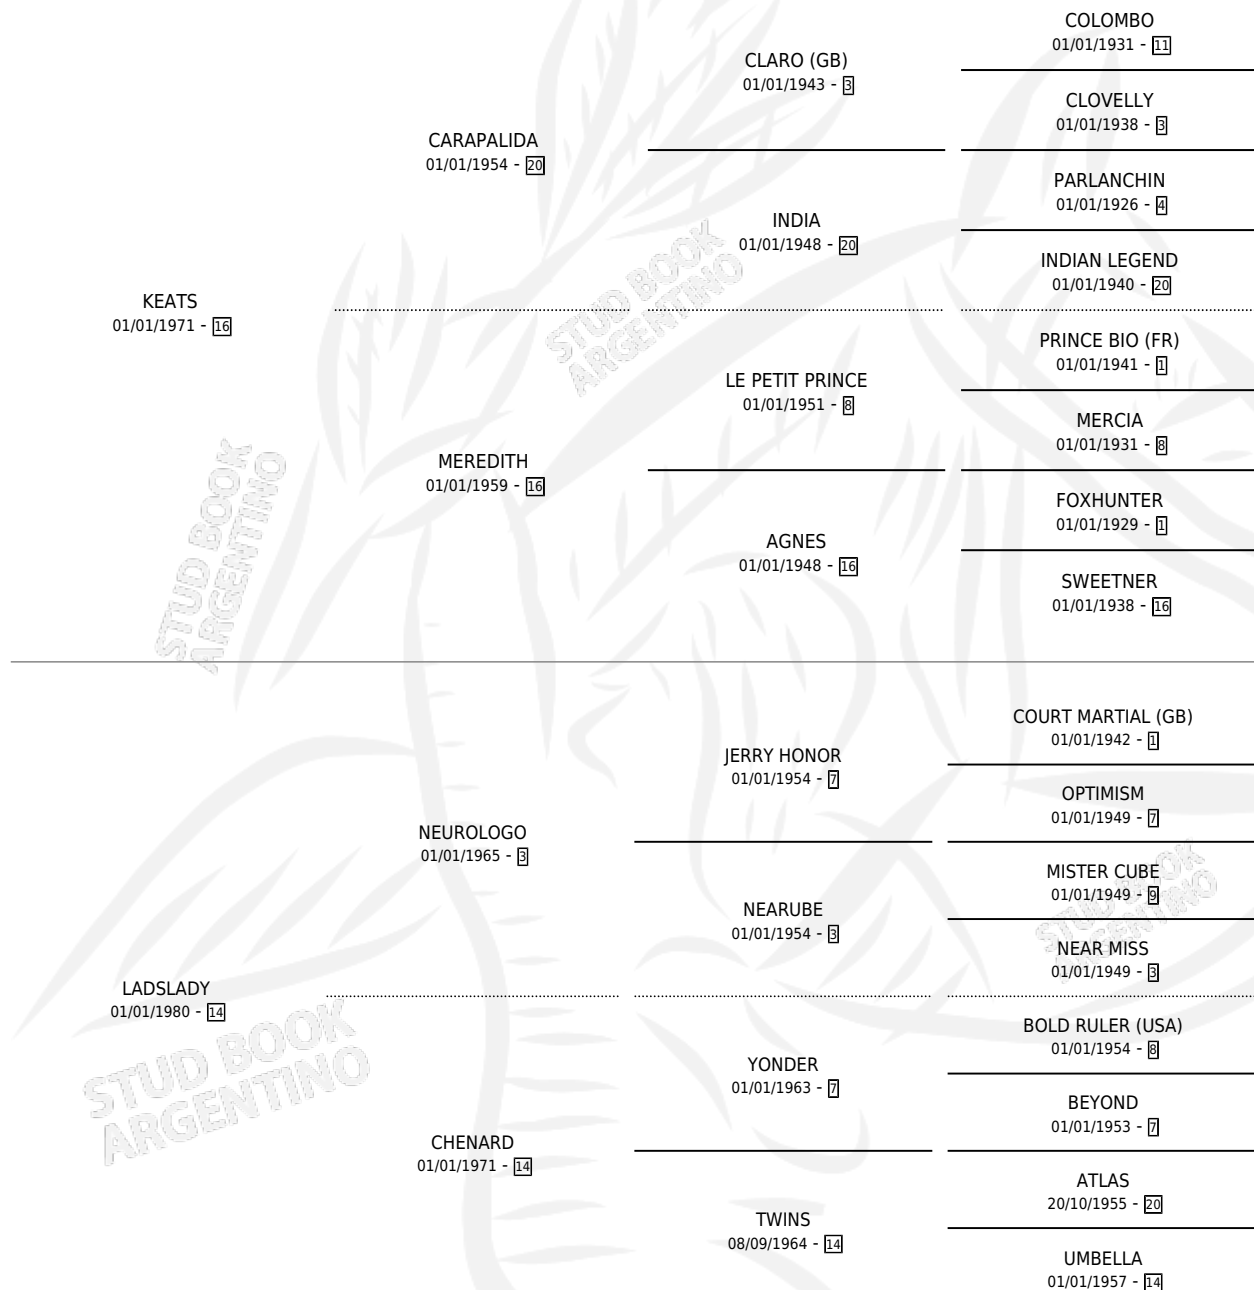 COLOMBO
01/01/1931 - 11
CLARO (GB)
01/01/1943 - 3
CLOVELLY
01/01/1938 - 3
CARAPALIDA
01/01/1954 - 20
PARLANCHIN
01/01/1926 - 4
INDIA
01/01/1948 - 20
INDIAN LEGEND
01/01/1940 - 20
KEATS
01/01/1971 - 16
PRINCE BIO (FR)
01/01/1941 - 1
LE PETIT PRINCE
01/01/1951 - 8
MERCIA
01/01/1931 - 8
MEREDITH
01/01/1959 - 16
FOXHUNTER
01/01/1929 - 1
AGNES
01/01/1948 - 16
SWEETNER
01/01/1938 - 16
COURT MARTIAL (GB)
01/01/1942 - 1
JERRY HONOR
01/01/1954 - 7
OPTIMISM
01/01/1949 - 7
NEUROLOGO
01/01/1965 - 3
MISTER CUBE
01/01/1949 - 9
NEARUBE
01/01/1954 - 3
NEAR MISS
01/01/1949 - 3
LADSLADY
01/01/1980 - 14
BOLD RULER (USA)
01/01/1954 - 8
YONDER
01/01/1963 - 7
BEYOND
01/01/1953 - 7
CHENARD
01/01/1971 - 14
ATLAS
20/10/1955 - 20
TWINS
08/09/1964 - 14
UMBELLA
01/01/1957 - 14
STUD BOOK
ARGENTINO
STUD BOOK
ARGENTINO
STUD BOOK
ARGENTINO
STUD BOOK
ARGENTINO